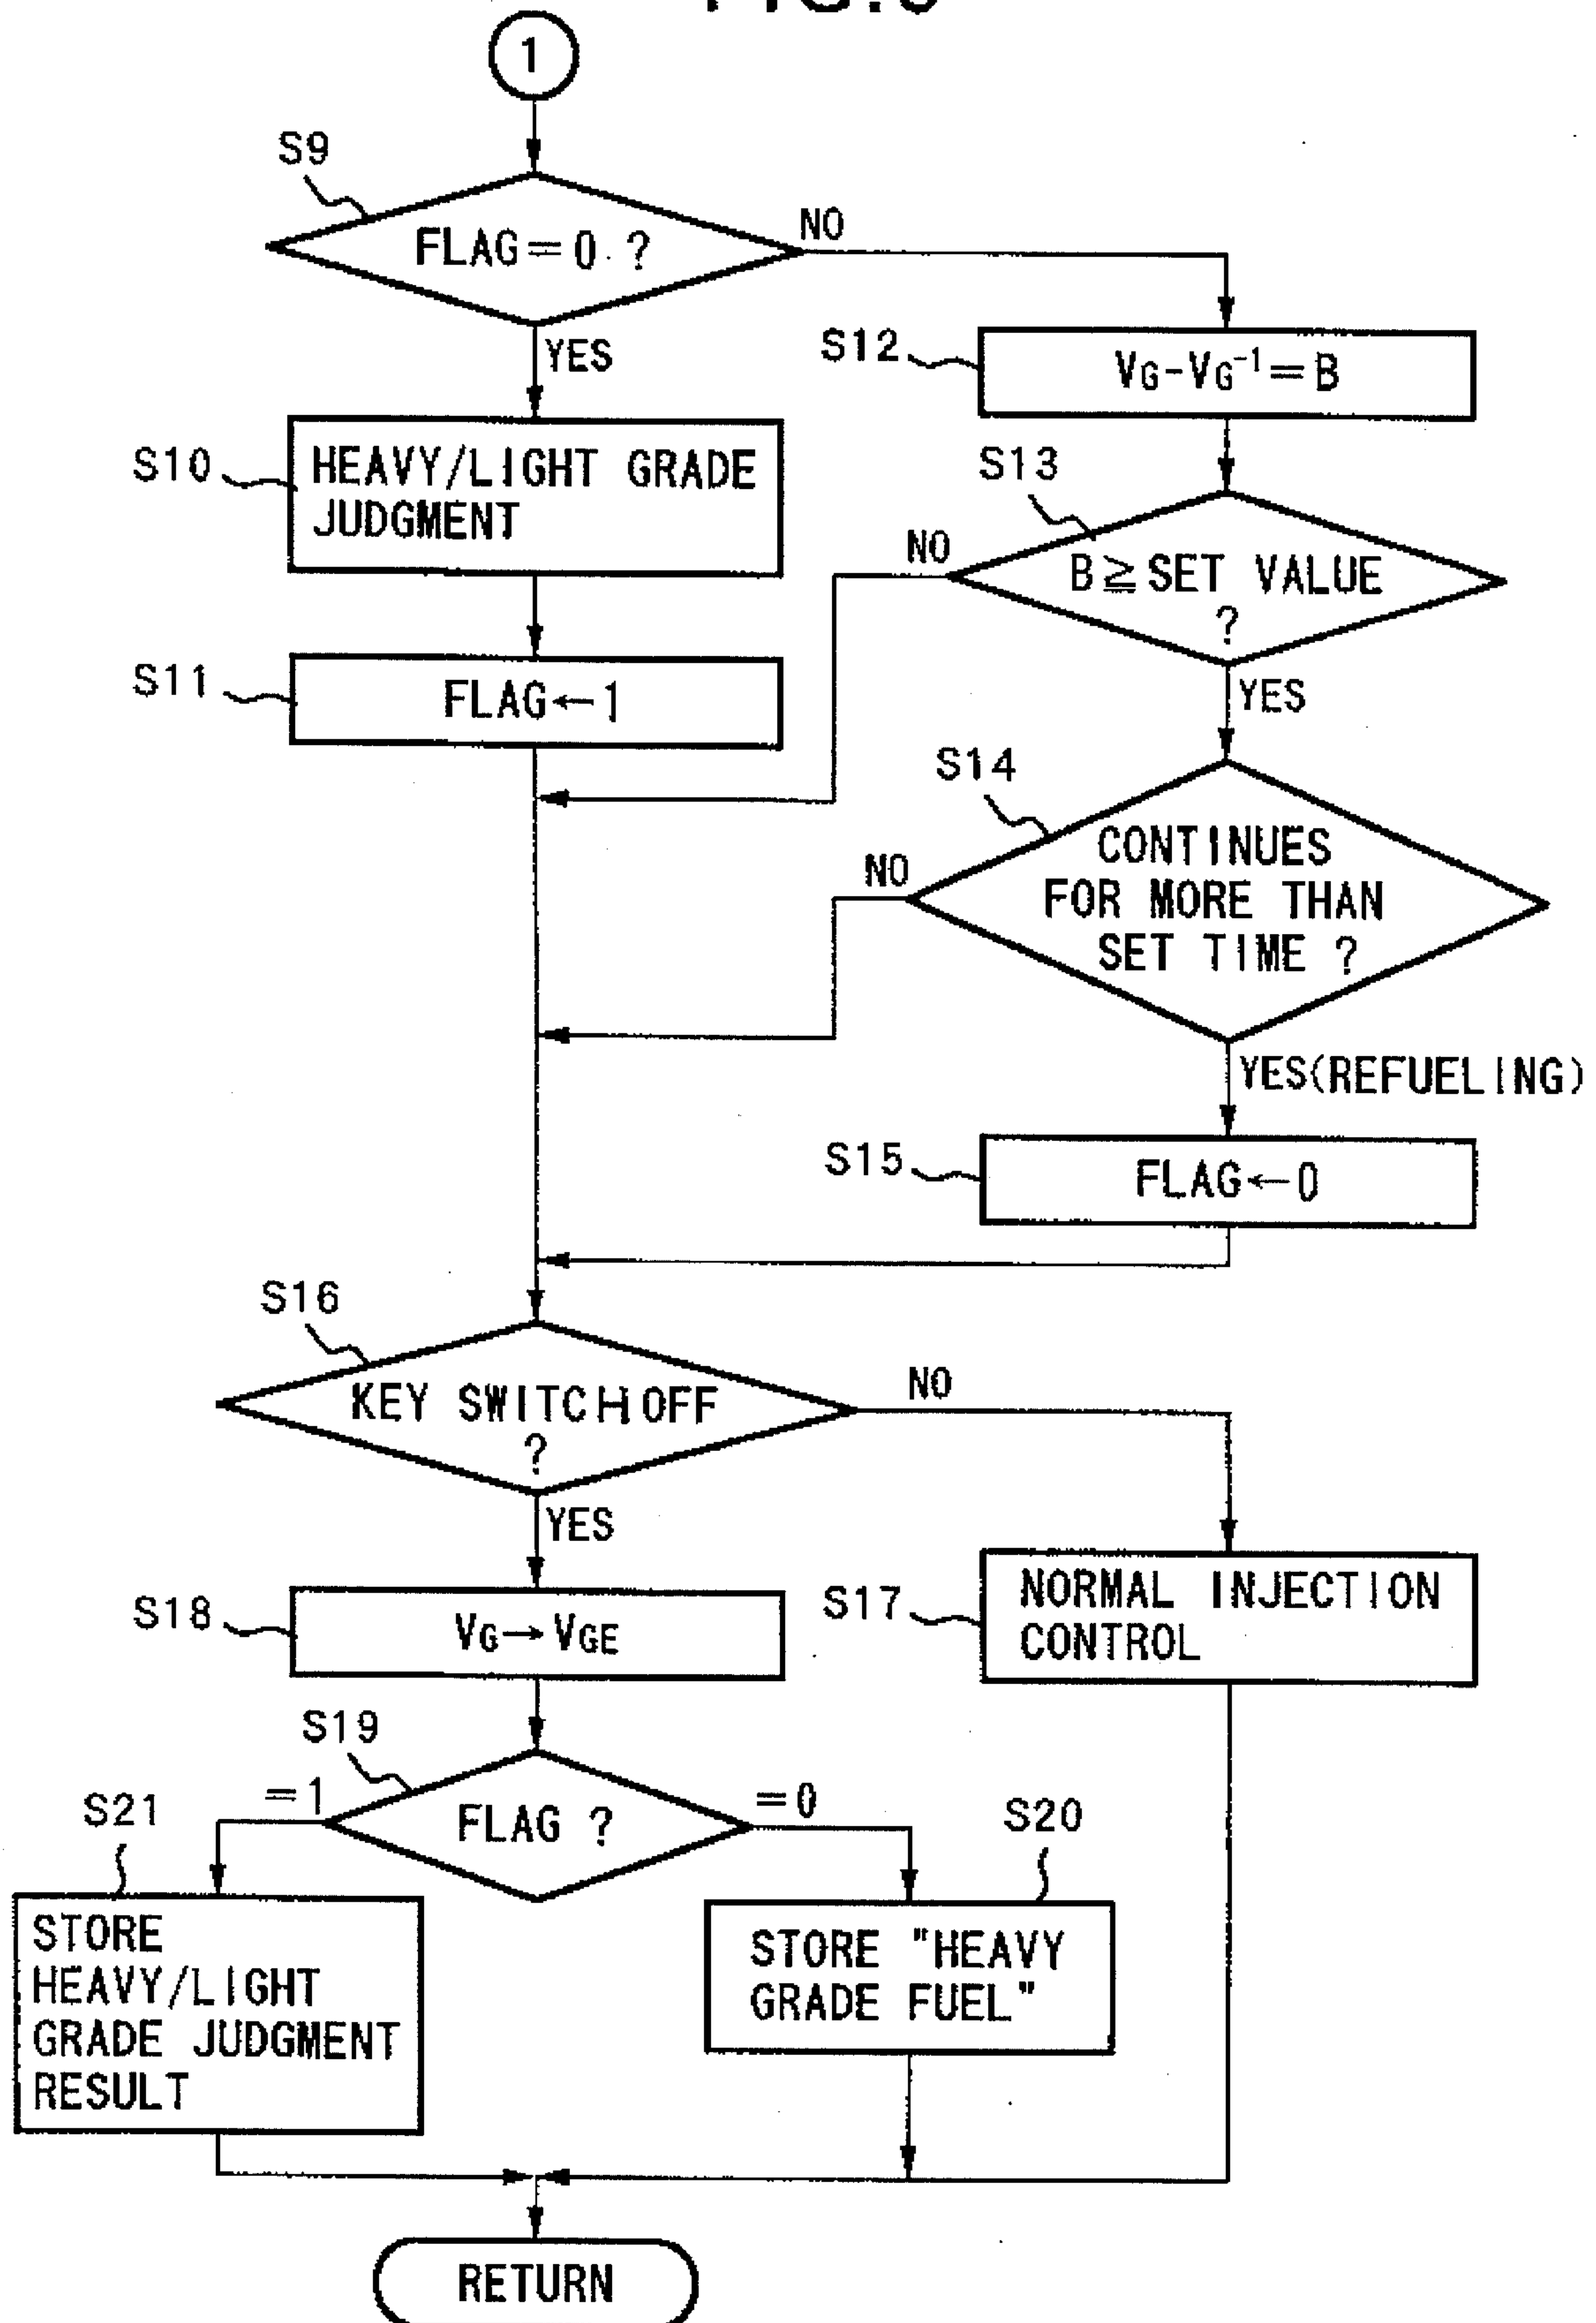 1
S9
FLAG=0 ?
NO
YES
S12
VG-VG⁻¹=B
S10
HEAVY/LIGHT GRADE
JUDGMENT
S13
NO
B≧SET VALUE
?
S11
FLAG←1
YES
S14
NO
CONTINUES
FOR MORE THAN
SET TIME ?
YES(REFUELING)
S15
FLAG←0
S16
KEY SWITCH OFF
?
NO
YES
S18
VG→VGE
S17
NORMAL INJECTION
CONTROL
S19
=1
FLAG ?
=0
S21
S20
STORE
HEAVY/LIGHT
GRADE JUDGMENT
RESULT
STORE "HEAVY
GRADE FUEL"
RETURN